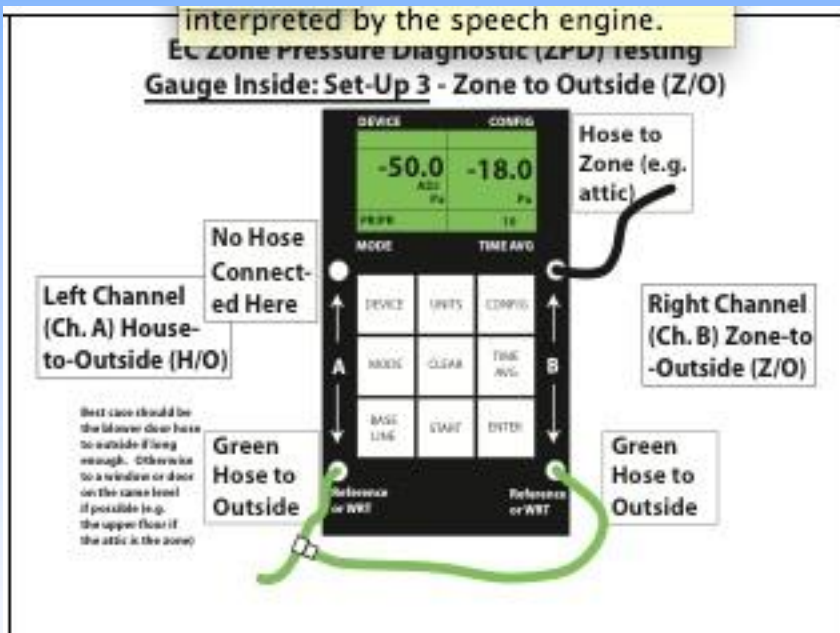 interpreted by the speech engine.
EC Zone Pressure Diagnostic (ZPD) Testing
Gauge Inside: Set-Up 3 - Zone to Outside (Z/O)
DEVICE CONFIG
-50.0 -18.0
ADJ
Pa Pa
PR/PR 10
MODE TIME AVG
Hose to
Zone (e.g.
attic)
No Hose
Connect-
ed Here
Left Channel
(Ch. A) House-
to-Outside (H/O)
DEVICE UNITS CONFIG
MODE CLEAR TIME
AVG
BASE
LINE START ENTER
A
B
Right Channel
(Ch. B) Zone-to
-Outside (Z/O)
Best case should be
the blower door hose
to outside if long
enough. Otherwise
to a window or door
on the same level
if possible (e.g.
the upper floor if
the attic is the zone)
Green
Hose to
Outside
Green
Hose to
Outside
Reference
or WRT
Reference
or WRT